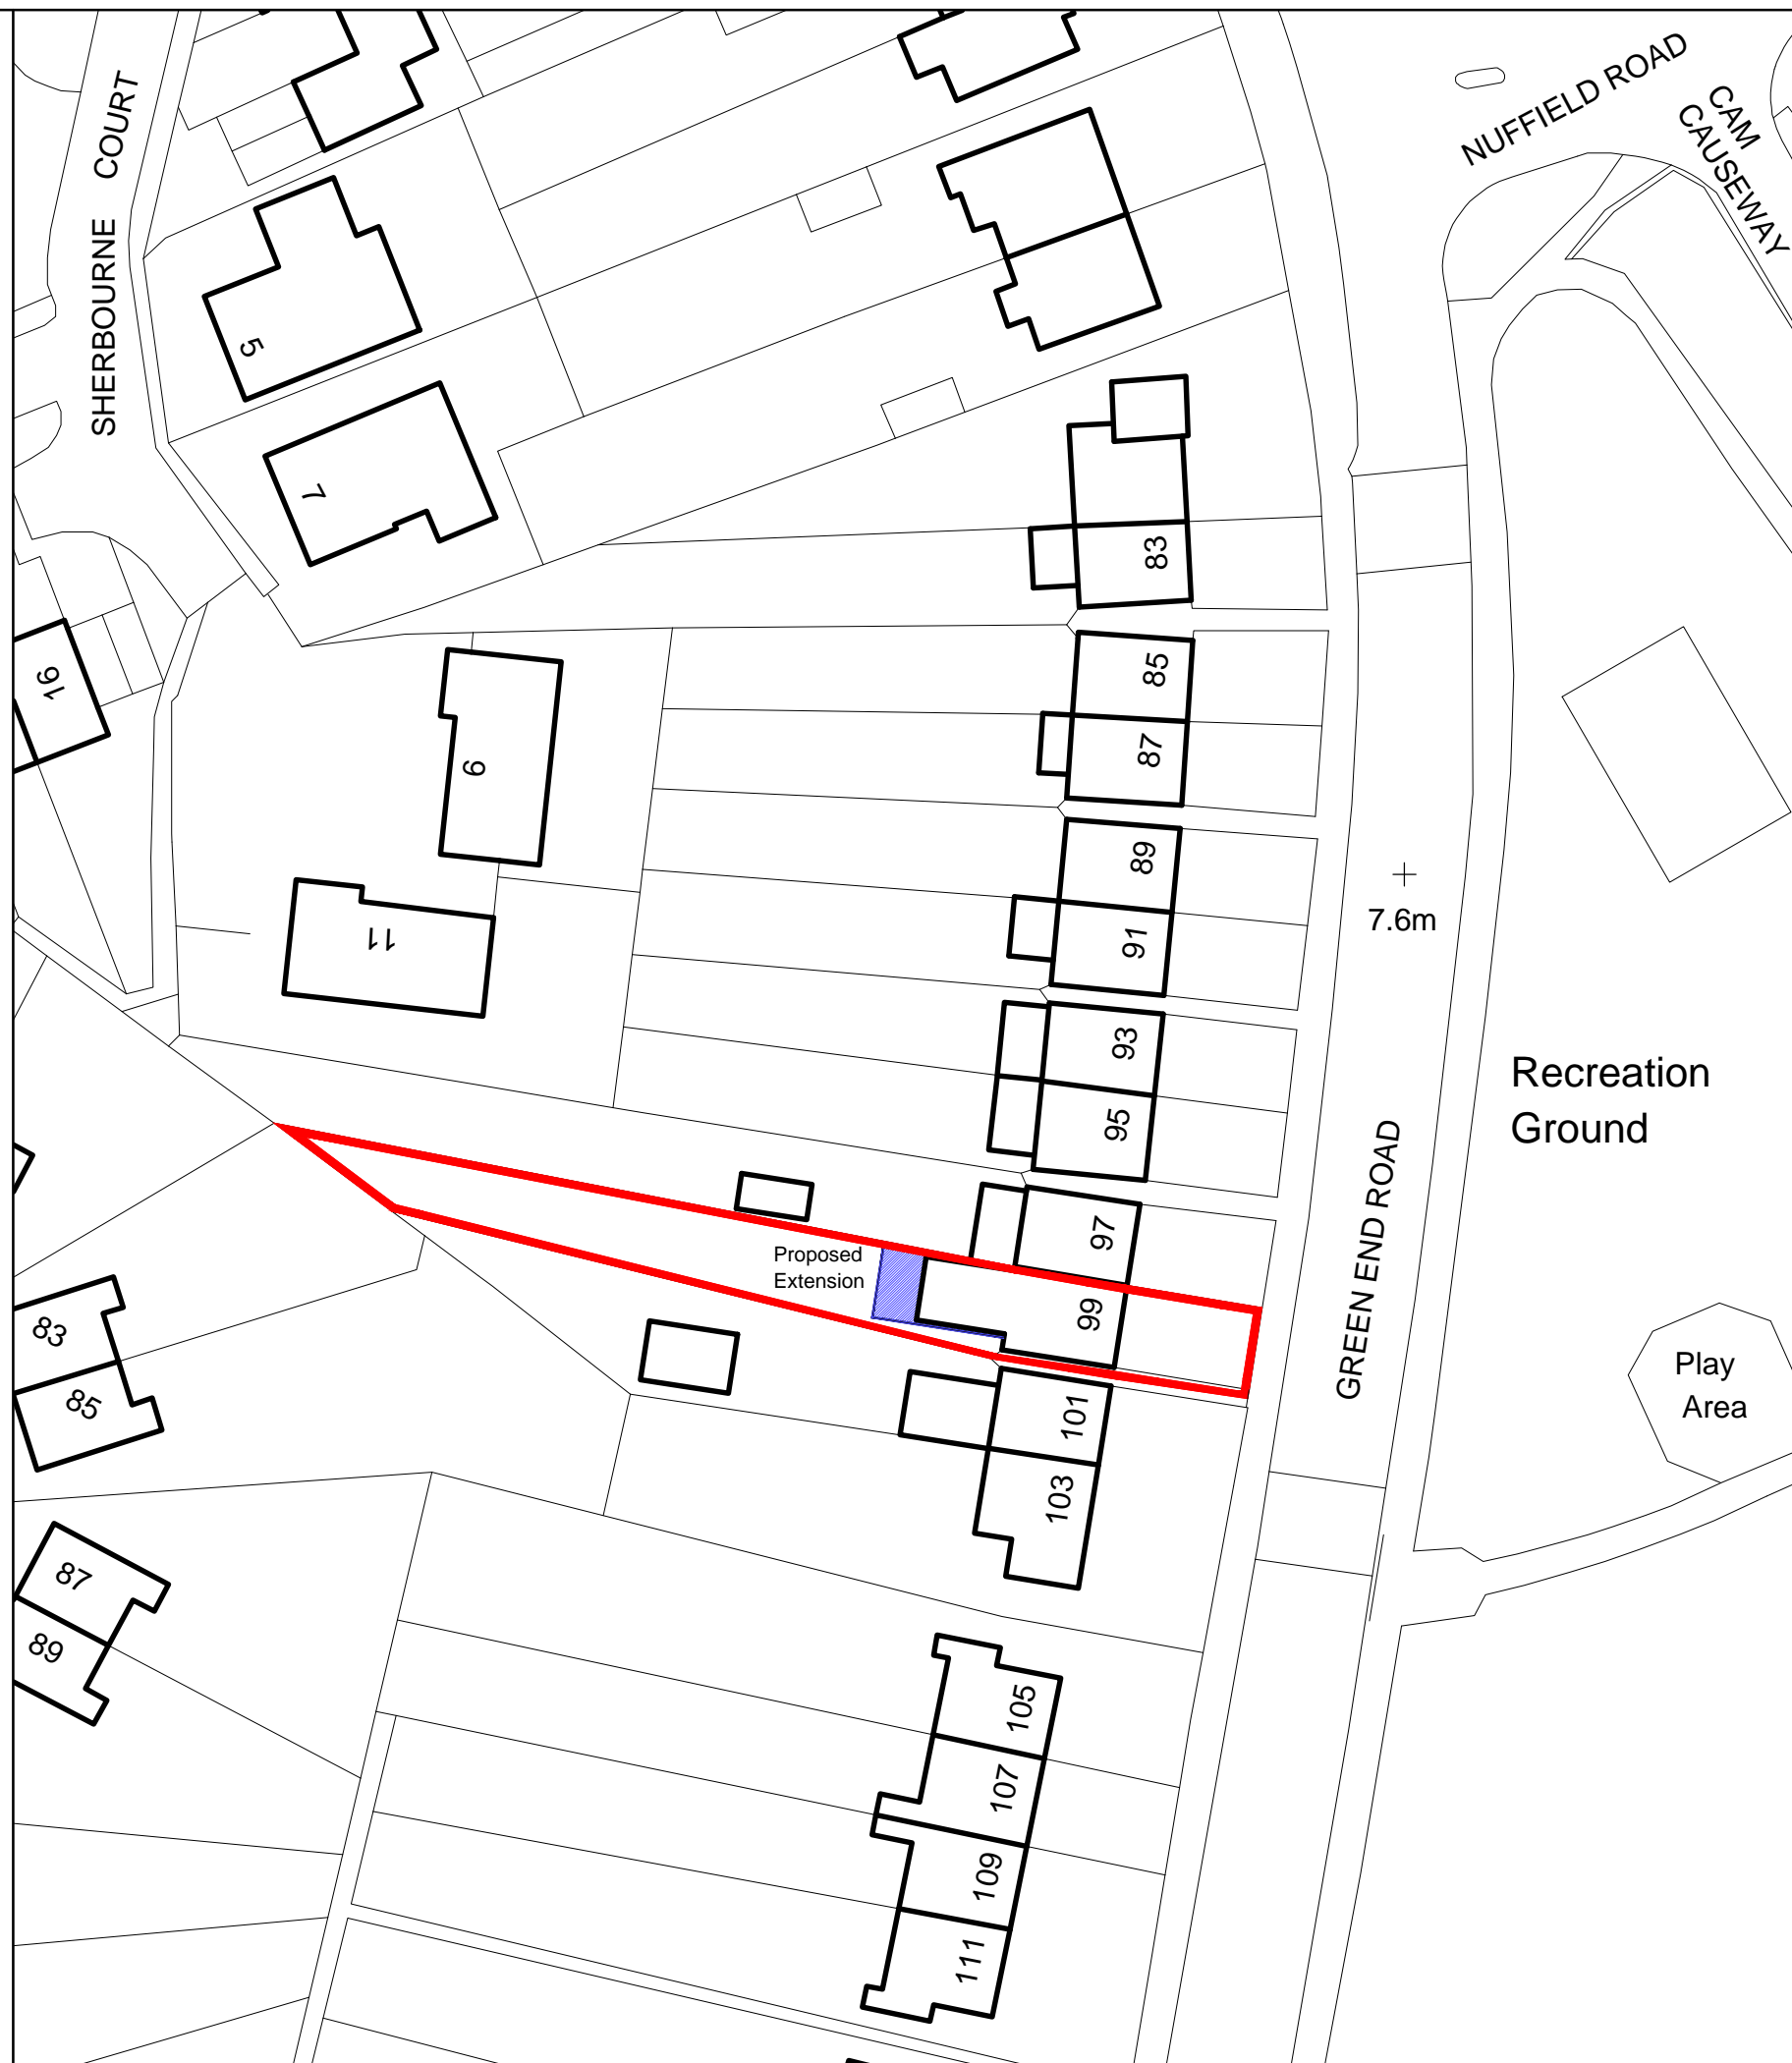 SHERBOURNE COURT
NUFFIELD ROAD
CAM
CAUSEWAY
5
7
83
16
85
9
87
89
11
91
7.6m
93
95
Recreation
Ground
97
Proposed
Extension
99
GREEN END ROAD
83
85
Play
Area
101
103
87
89
105
107
109
111